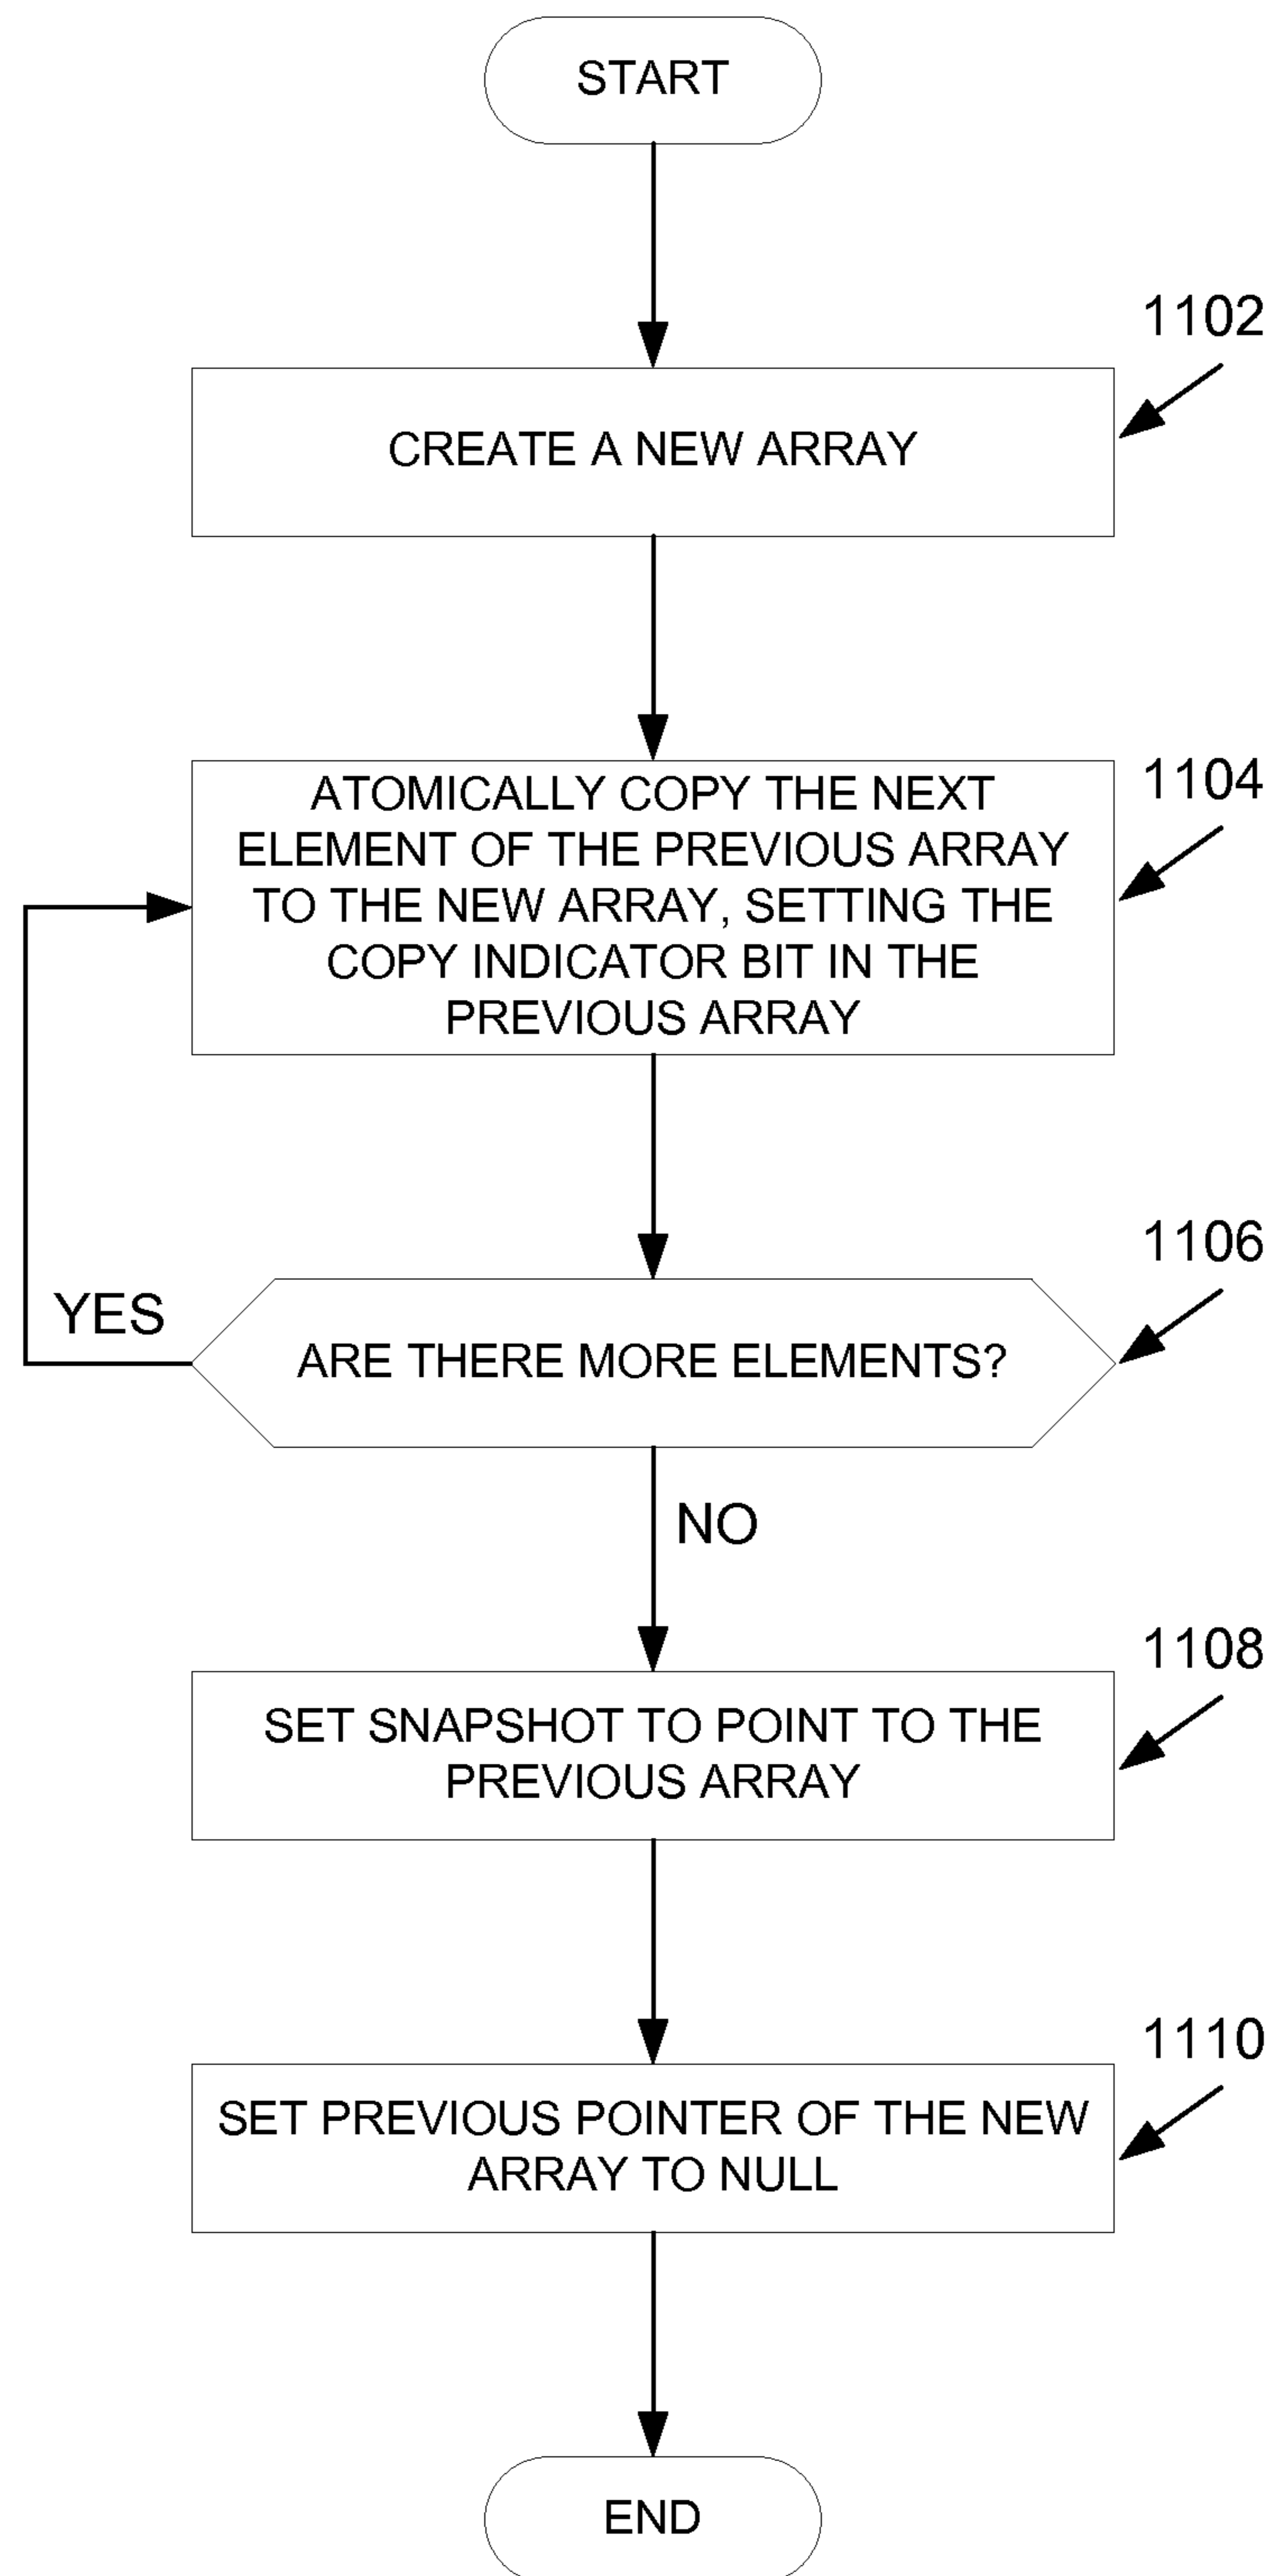 START
1102
CREATE A NEW ARRAY
1104
ATOMICALLY COPY THE NEXT
ELEMENT OF THE PREVIOUS ARRAY
TO THE NEW ARRAY, SETTING THE
COPY INDICATOR BIT IN THE
PREVIOUS ARRAY
1106
YES
ARE THERE MORE ELEMENTS?
NO
1108
SET SNAPSHOT TO POINT TO THE
PREVIOUS ARRAY
1110
SET PREVIOUS POINTER OF THE NEW
ARRAY TO NULL
END